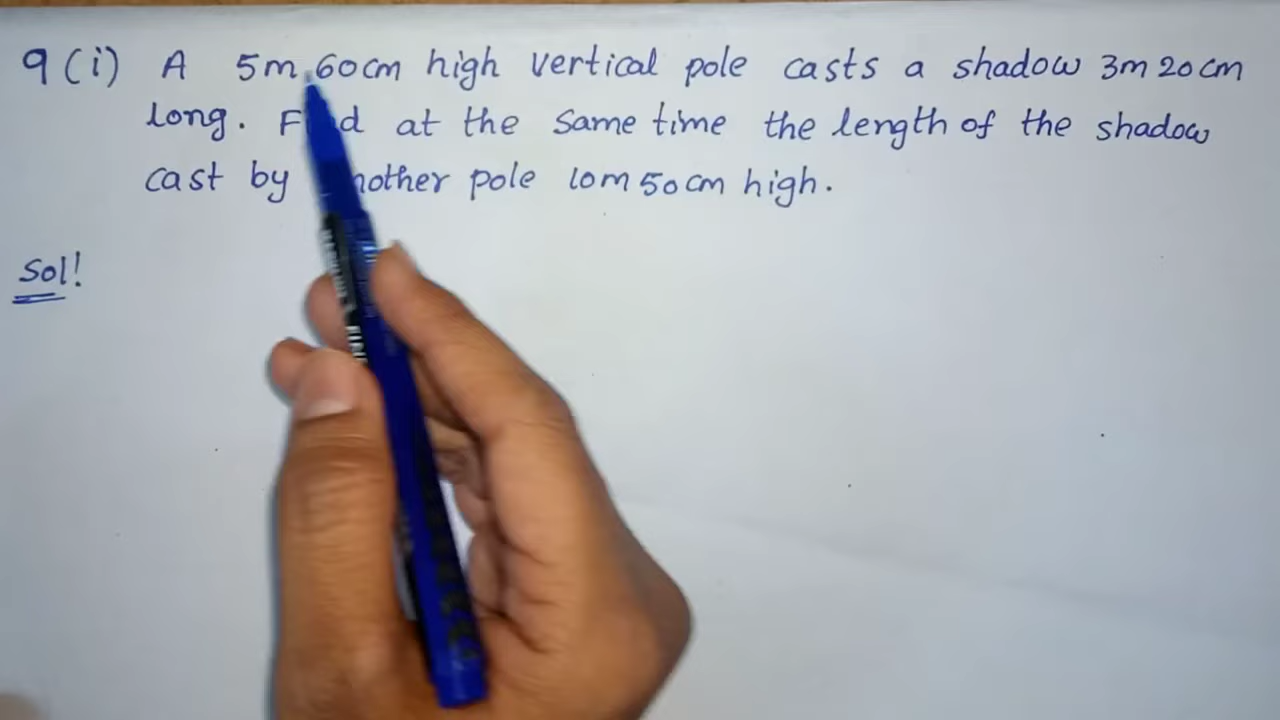 9 (i) A 5m 60cm high vertical pole casts a shadow 3m 20cm
long. at the same time the length of the shadow
cast by pole 10m 50cm high.
Sol!